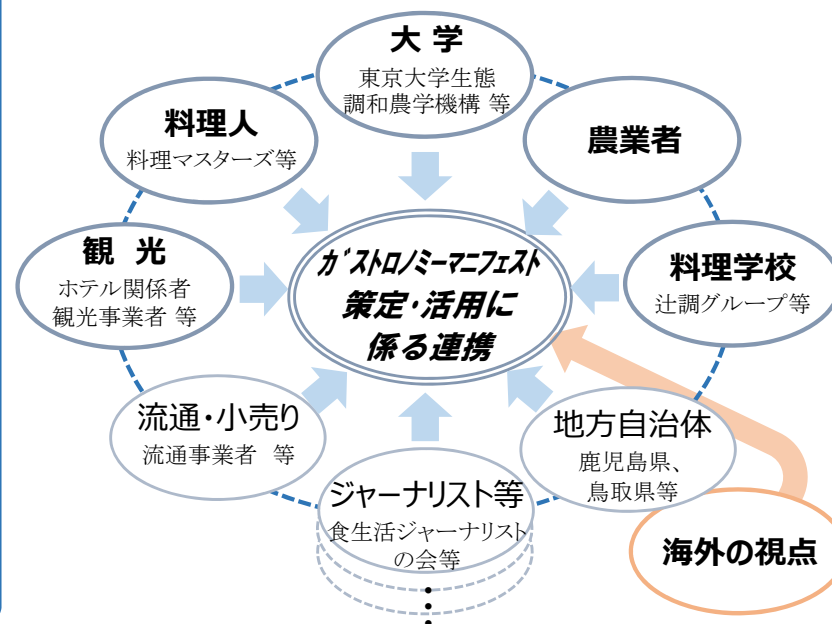 大 学
東京大学生態
調和農学機構 等
料理人
料理マスターズ等
農業者
観 光
ホテル関係者
観光事業者 等
ガストロノミーマニフェスト
策定・活用に
係る連携
料理学校
辻調グループ等
流通・小売り
流通事業者 等
地方自治体
鹿児島県、
鳥取県等
ジャーナリスト等
食生活ジャーナリスト
の会等
海外の視点